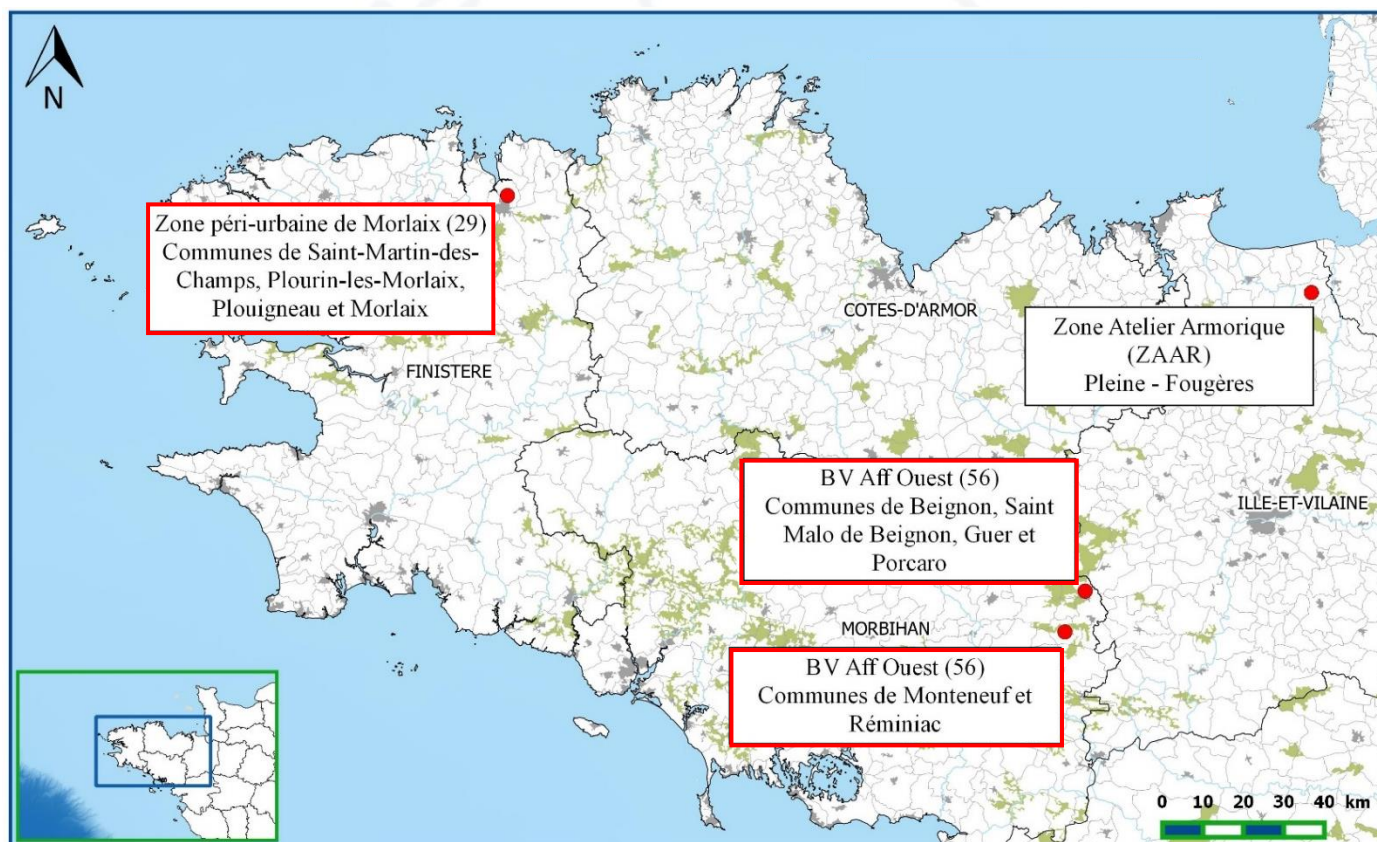 N
Zone péri-urbaine de Morlaix (29)
Communes de Saint-Martin-des-
Champs, Plourin-les-Morlaix,
Plouigneau et Morlaix
FINISTERE
COTES-D'ARMOR
Zone Atelier Armorique
(ZAAR)
Pleine - Fougères
BV Aff Ouest (56)
Communes de Beignon, Saint
Malo de Beignon, Guer et
Porcaro
ILLE-ET-VILAINE
MORBIHAN
BV Aff Ouest (56)
Communes de Monteneuf et
Réminiac
0 10 20 30 40 km